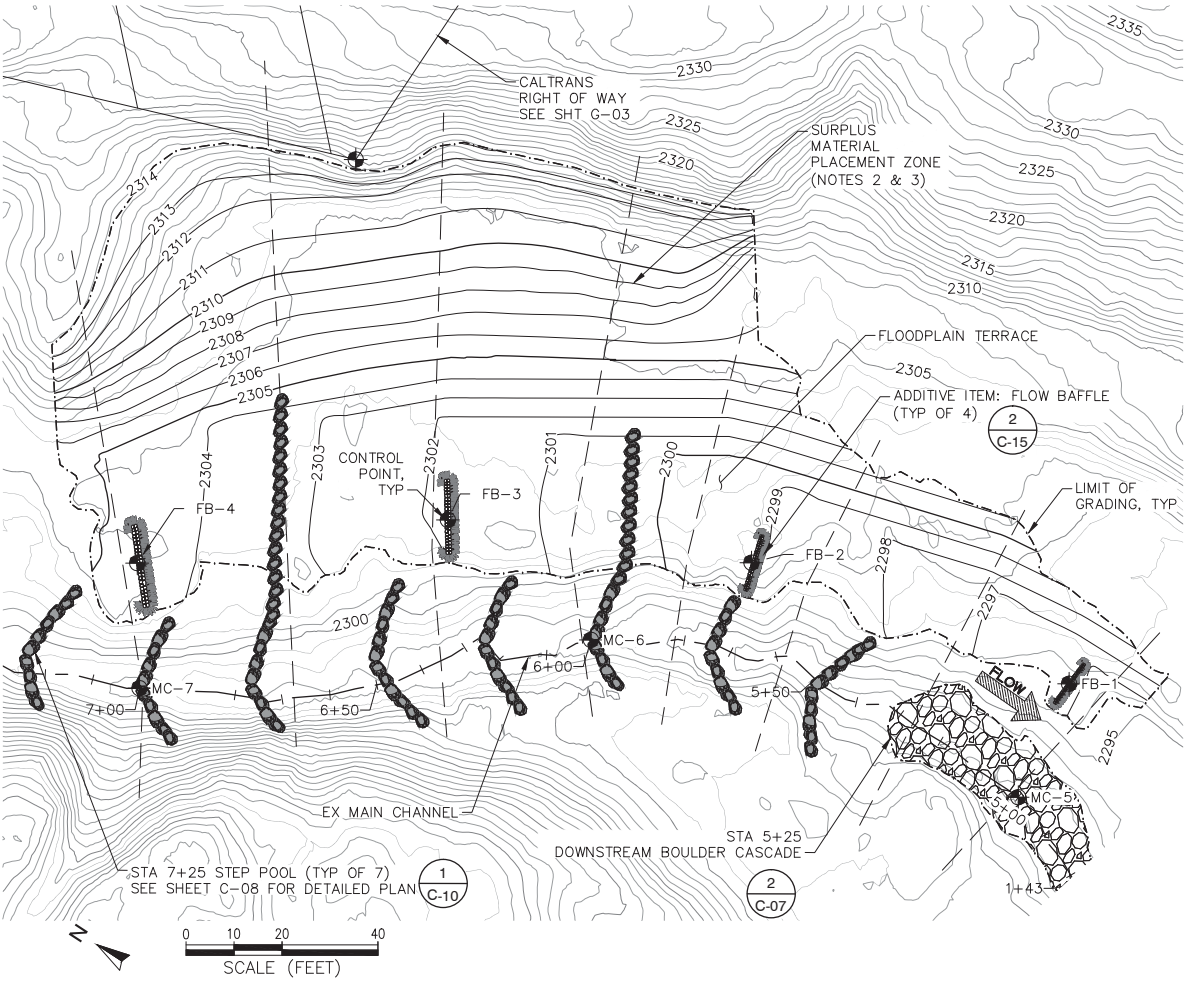 2335
2330
CALTRANS
RIGHT OF WAY
SEE SHT G-03
2325
2330
SURPLUS
MATERIAL
PLACEMENT ZONE
(NOTES 2 & 3)
2320
2325
2314
2313
2320
2312
2311
2315
2310
2310
2309
2308
2307
2306
2305
FLOODPLAIN TERRACE
2305
ADDITIVE ITEM: FLOW BAFFLE
(TYP OF 4)
2
C-15
2304
2303
2302
2301
2300
CONTROL
POINT,
TYP
FB-3
FB-4
2299
LIMIT OF
GRADING, TYP
FB-2
2298
2297
2300
MC-6
6+00
MC-7
7+00
6+50
5+50
FLOW
FB-1
2295
EX MAIN CHANNEL
MC-5
5+00
STA 5+25
DOWNSTREAM BOULDER CASCADE
STA 7+25 STEP POOL (TYP OF 7)
SEE SHEET C-08 FOR DETAILED PLAN
1
C-10
2
C-07
1+43
N
0 10 20 40
SCALE (FEET)